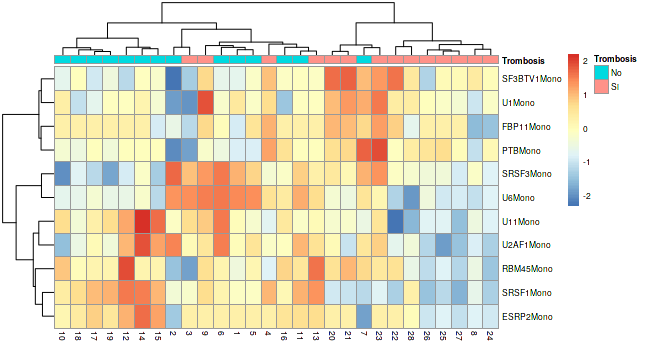 Trombosis
Trombosis
No
SI
2
1
0
-1
-2
SF3BTV1Mono
U1Mono
FBP11Mono
PTBMono
SRSF3Mono
U6Mono
U11Mono
U2AF1Mono
RBM45Mono
SRSF1Mono
ESRP2Mono
10 18 17 19 12 14 15 2 3 9 6 1 5 4 16 11 13 20 21 7 23 22 28 26 25 27 8 24